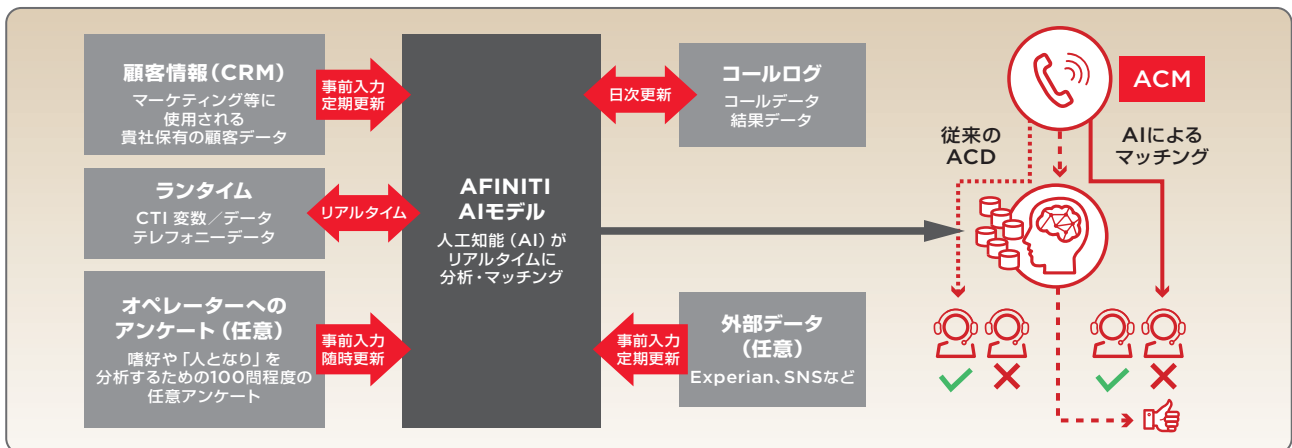 顧客情報（CRM）
マーケティング等に
使用される
貴社保有の顧客データ
事前入力
定期更新
ランタイム
CTI 変数／データ
テレフォニーデータ
リアルタイム
オペレーターへの
アンケート（任意）
嗜好や「人となり」を
分析するための100問程度の
任意アンケート
事前入力
随時更新
AFINITI
AIモデル
人工知能（AI）が
リアルタイムに
分析・マッチング
日次更新
コールログ
コールデータ
結果データ
事前入力
定期更新
外部データ
（任意）
Experian、SNSなど
ACM
従来の
ACD
AIによる
マッチング